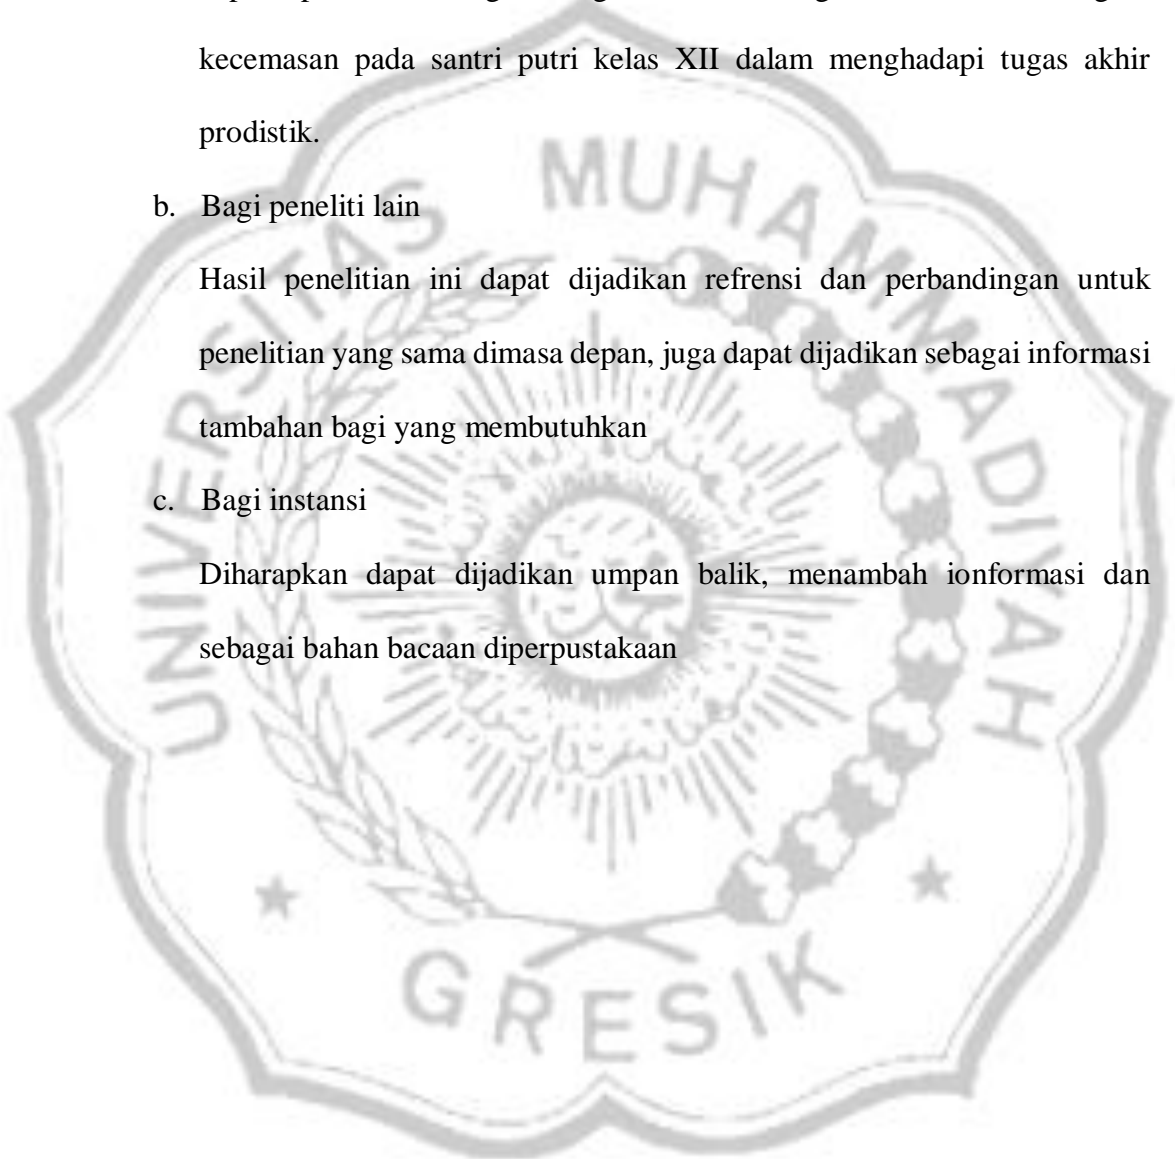 kecemasan pada santri putri kelas XII dalam menghadapi tugas akhir
prodistik.
b. Bagi peneliti lain
Hasil penelitian ini dapat dijadikan refrensi dan perbandingan untuk
penelitian yang sama dimasa depan, juga dapat dijadikan sebagai informasi
tambahan bagi yang membutuhkan
c. Bagi instansi
Diharapkan dapat dijadikan umpan balik, menambah ionformasi dan
sebagai bahan bacaan diperpustakaan
UNIVERSITAS MUHAMMADIYAH
GRESIK